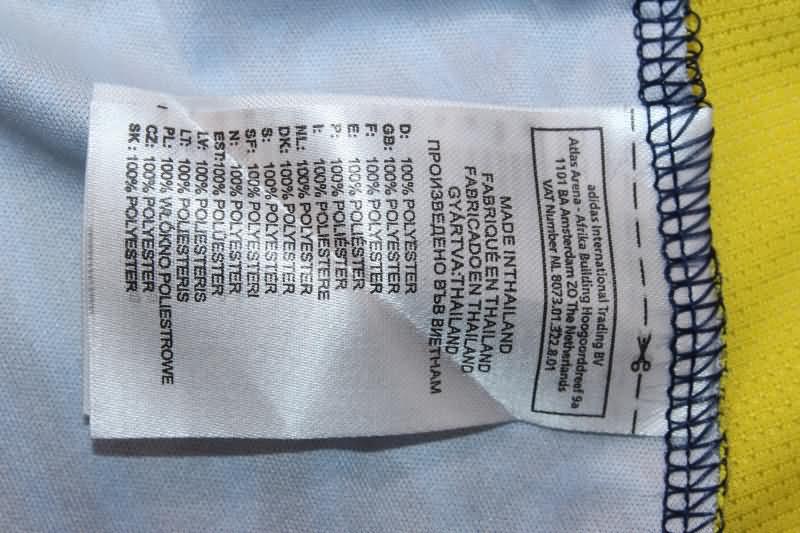 adidas International Trading BV
Atlas Arena - Afrika Building Hoogoorddreef 9a
1101 BA Amsterdam ZO The Netherlands
VAT Number NL 8073.01.322.B.01
MADE INTHAILAND
FABRIQUÉ EN THAILAND
FABRICADO EN THAILAND
GYÁRTVA:THAILAND
ПРОИЗВЕДЕНО ВЪВ ВИЕТНАМ
D: 100% POLYESTER
GB: 100% POLYESTER
F: 100% POLYESTER
E: 100% POLIÉSTER
P: 100% POLIÉSTER
I: 100% POLIESTERE
NL: 100% POLYESTER
DK: 100% POLYESTER
S: 100% POLYESTER
SF: 100% POLYESTERI
N: 100% POLYESTER
EST:100% POLÜESTER
LV: 100% POLIESTERIS
LT: 100% POLIESTERIS
PL: 100% WŁÓKNO POLIESTROWE
CZ: 100% POLYESTER
SK: 100% POLYESTER